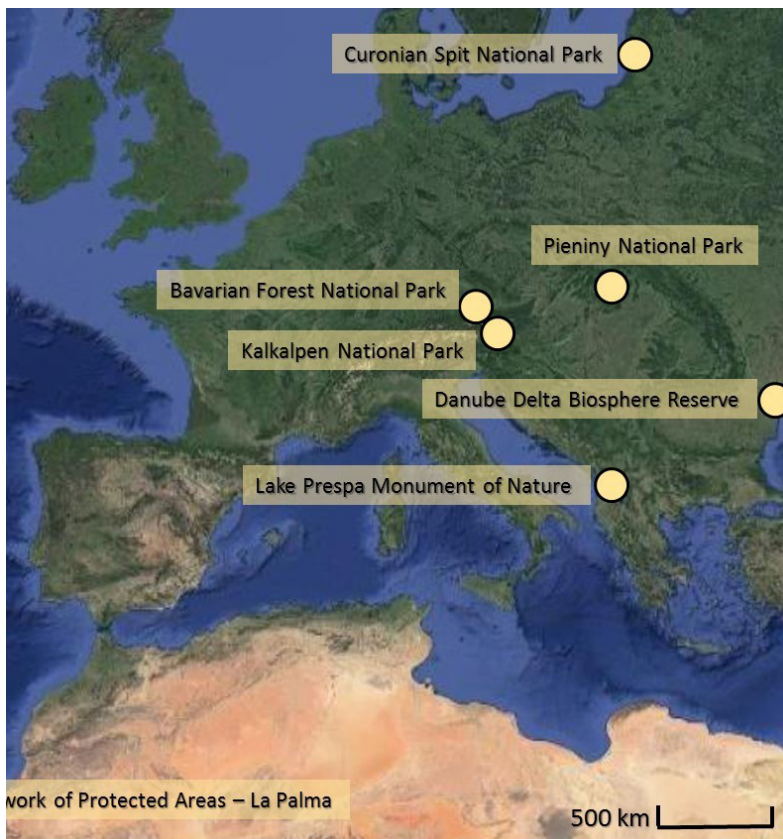 Curonian Spit National Park
Pieniny National Park
Bavarian Forest National Park
Kalkalpen National Park
Danube Delta Biosphere Reserve
Lake Prespa Monument of Nature
work of Protected Areas – La Palma
500 km